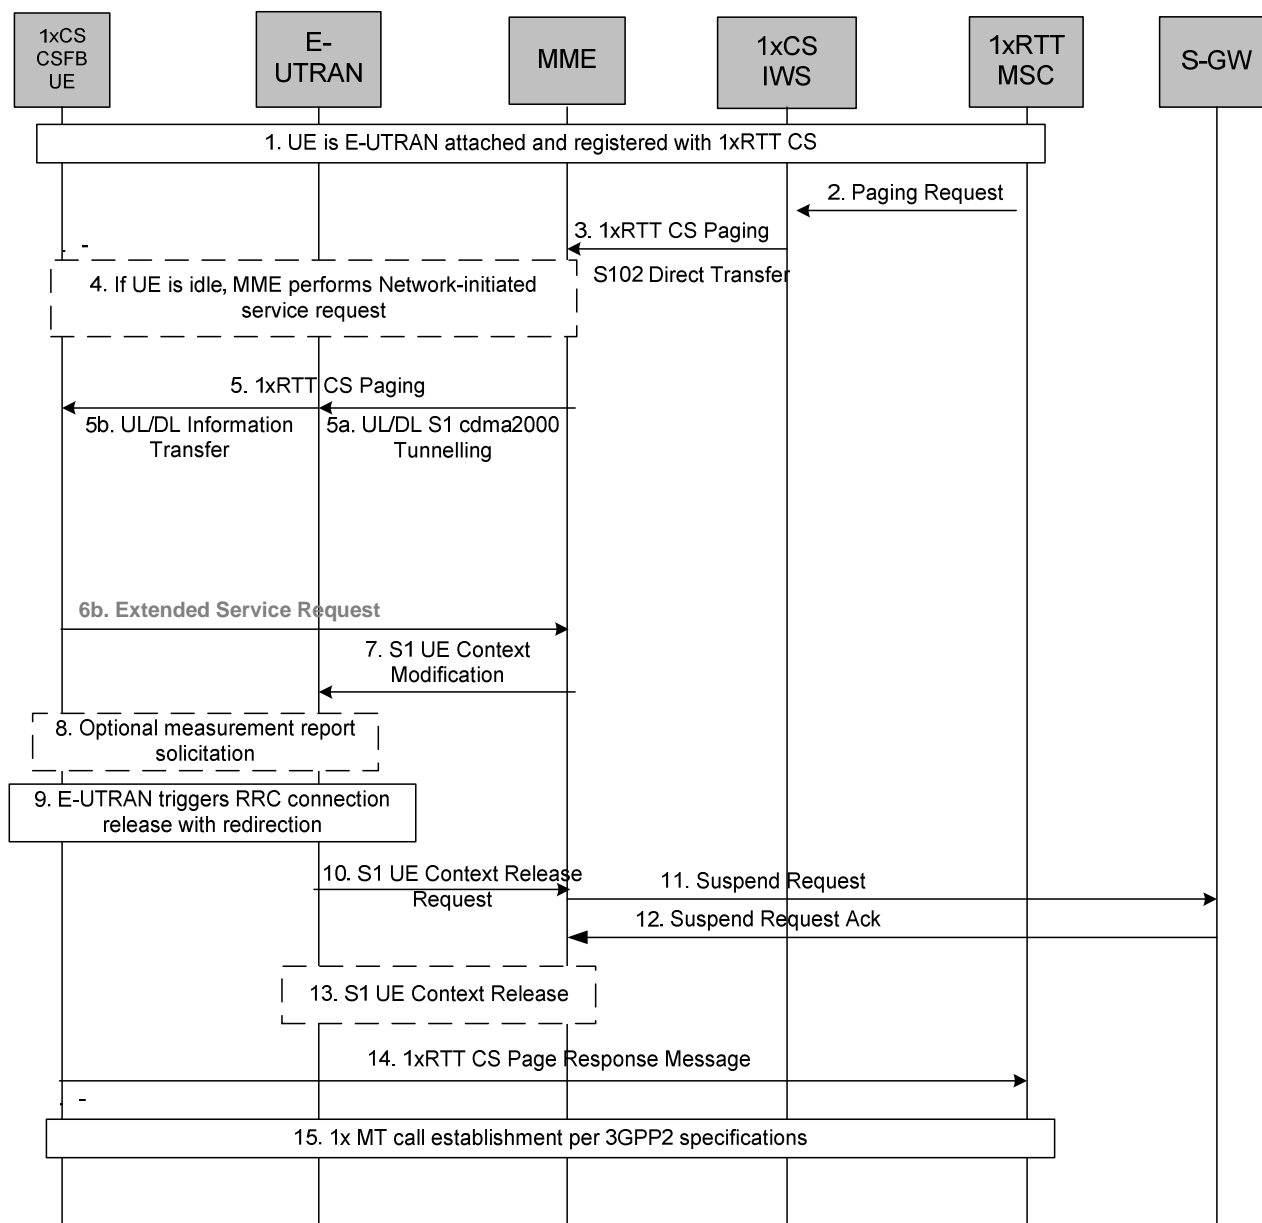 1xCS
CSFB
UE
E-
UTRAN
MME
1xCS
IWS
1xRTT
MSC
S-GW
1. UE is E-UTRAN attached and registered with 1xRTT CS
2. Paging Request
3. 1xRTT CS Paging
S102 Direct Transfer
4. If UE is idle, MME performs Network-initiated
service request
5. 1xRTT CS Paging
5b. UL/DL Information
Transfer
5a. UL/DL S1 cdma2000
Tunnelling
6b. Extended Service Request
7. S1 UE Context
Modification
8. Optional measurement report
solicitation
9. E-UTRAN triggers RRC connection
release with redirection
10. S1 UE Context Release
Request
11. Suspend Request
12. Suspend Request Ack
13. S1 UE Context Release
14. 1xRTT CS Page Response Message
15. 1x MT call establishment per 3GPP2 specifications